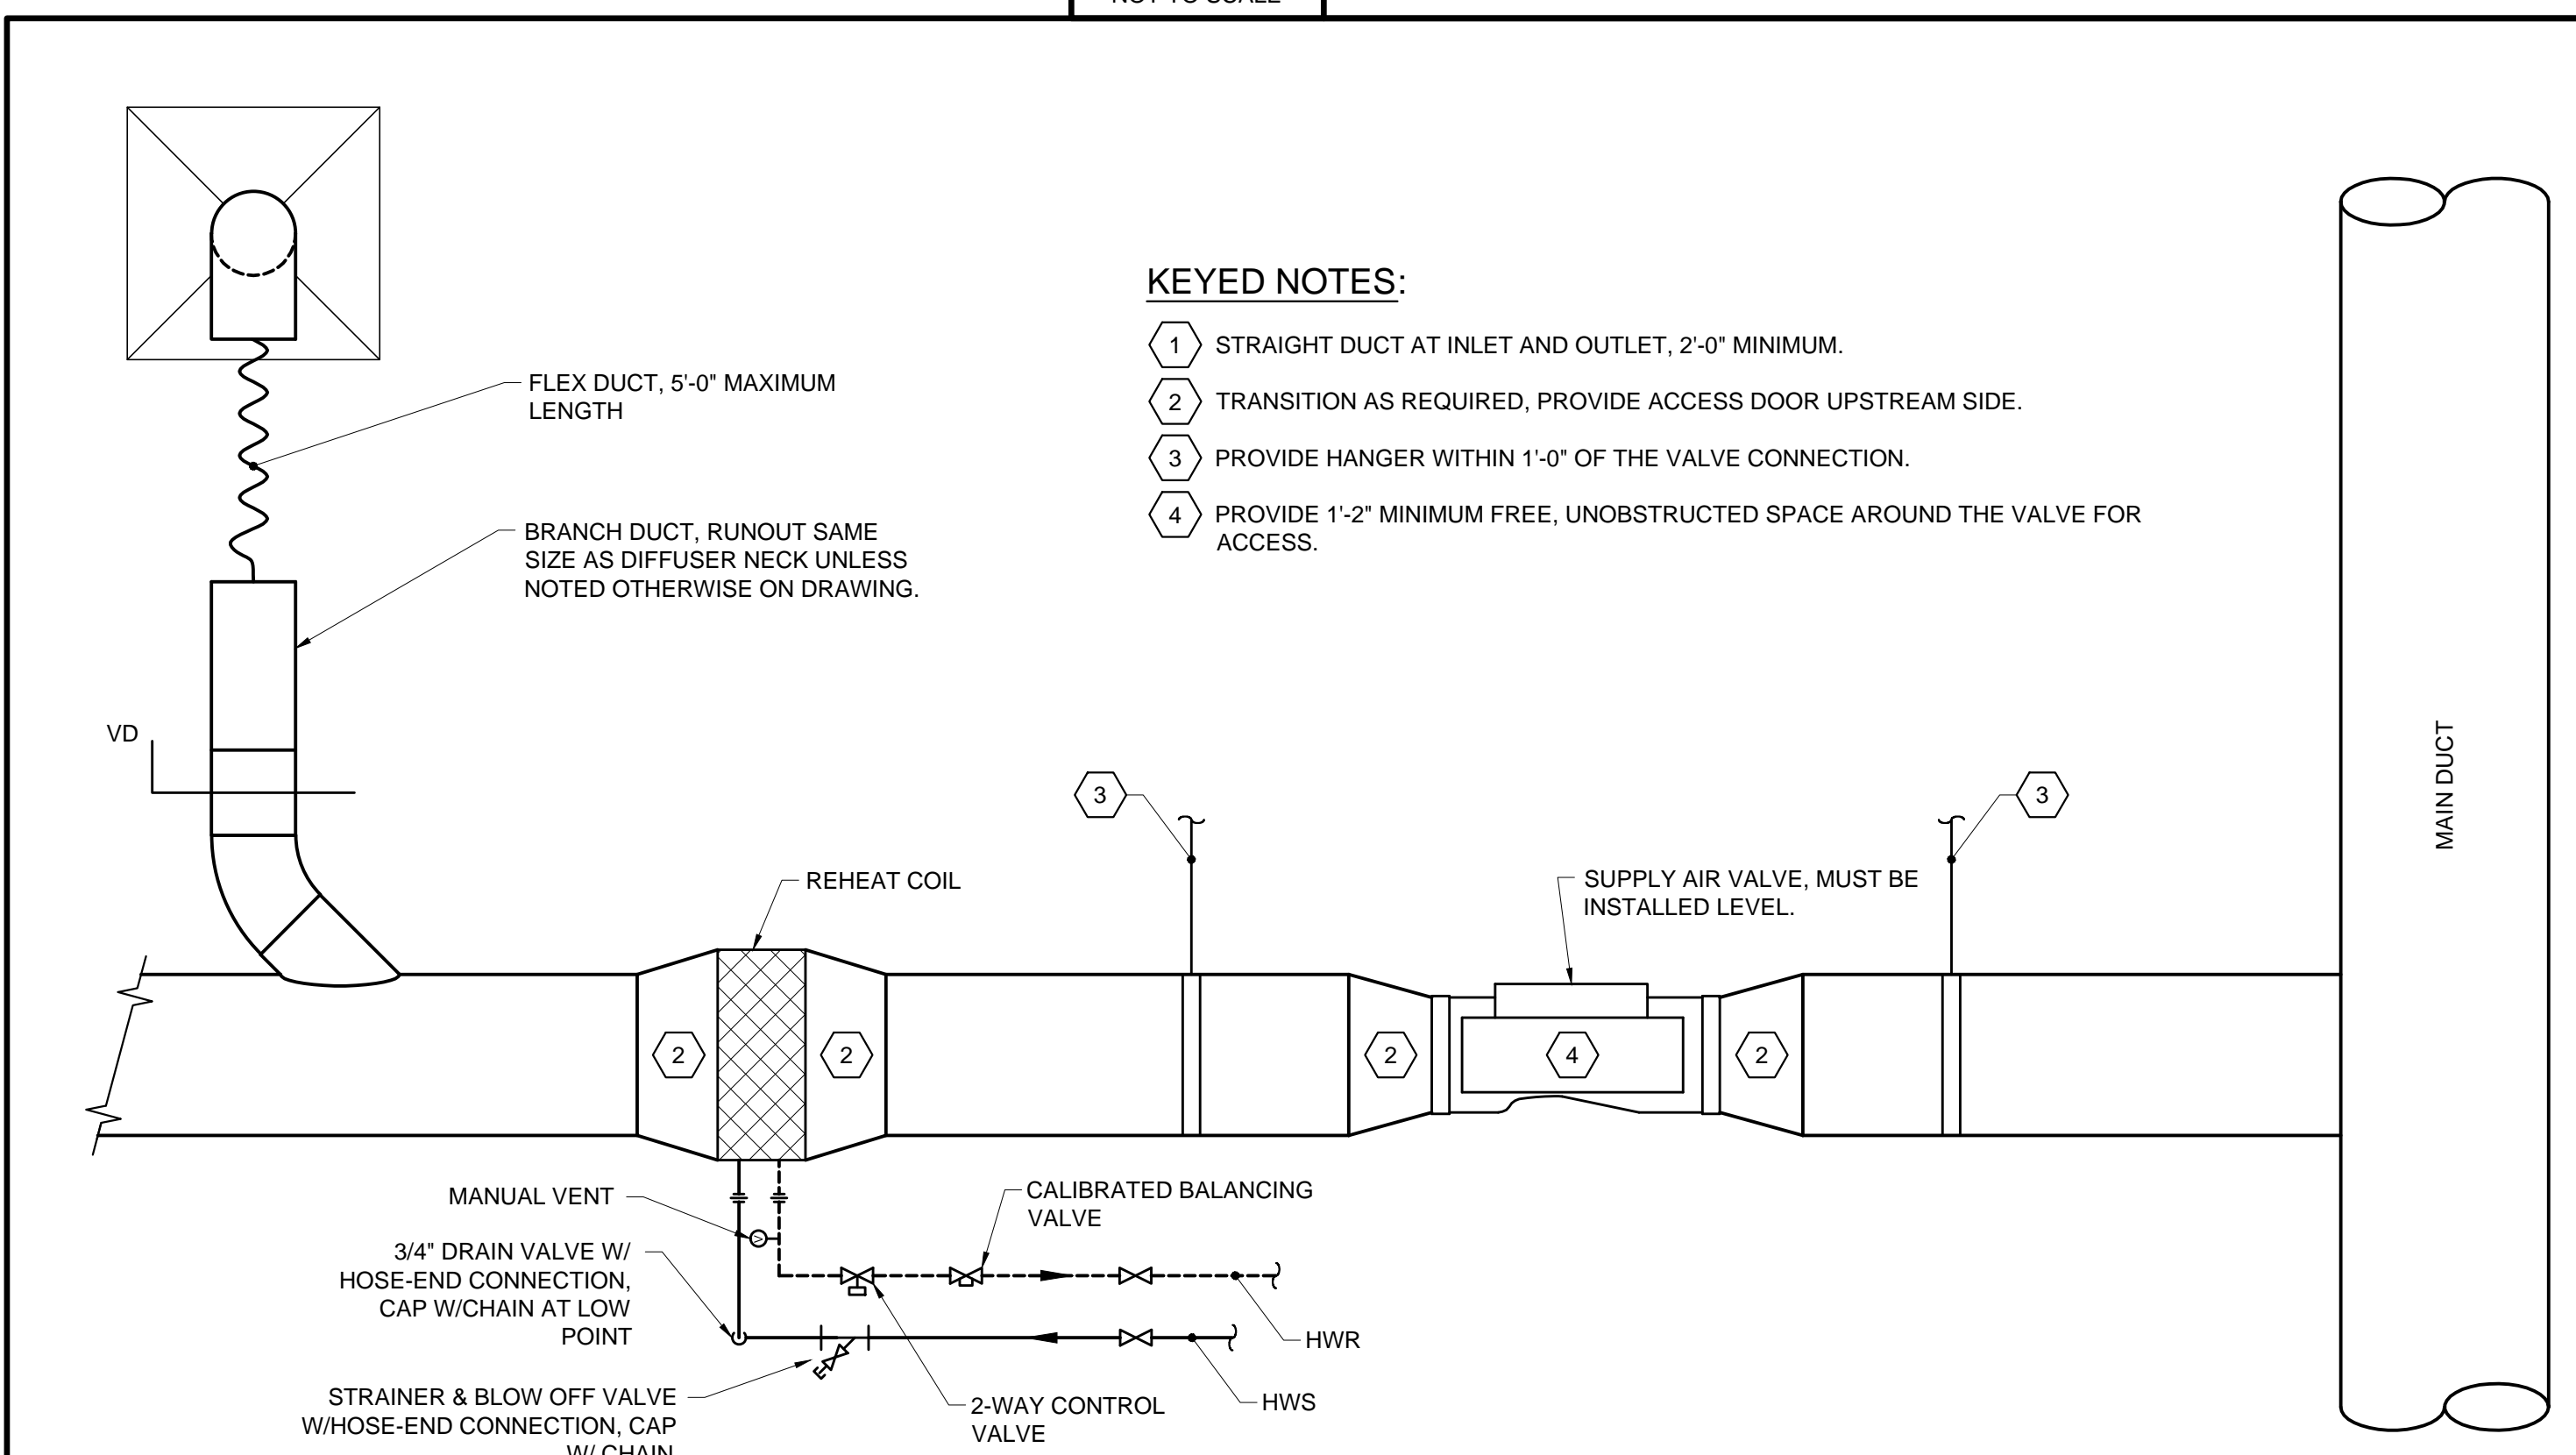 NOT TO SCALE
KEYED NOTES:
1 STRAIGHT DUCT AT INLET AND OUTLET, 2'-0" MINIMUM.
2 TRANSITION AS REQUIRED, PROVIDE ACCESS DOOR UPSTREAM SIDE.
3 PROVIDE HANGER WITHIN 1'-0" OF THE VALVE CONNECTION.
4 PROVIDE 1'-2" MINIMUM FREE, UNOBSTRUCTED SPACE AROUND THE VALVE FOR
ACCESS.
FLEX DUCT, 5'-0" MAXIMUM
LENGTH
BRANCH DUCT, RUNOUT SAME
SIZE AS DIFFUSER NECK UNLESS
NOTED OTHERWISE ON DRAWING.
VD
MAIN DUCT
3
3
REHEAT COIL
SUPPLY AIR VALVE, MUST BE
INSTALLED LEVEL.
2
2
2
4
2
MANUAL VENT
V
CALIBRATED BALANCING
VALVE
3/4" DRAIN VALVE W/
HOSE-END CONNECTION,
CAP W/CHAIN AT LOW
POINT
HWR
HWS
STRAINER & BLOW OFF VALVE
W/HOSE-END CONNECTION, CAP
W/ CHAIN
2-WAY CONTROL
VALVE